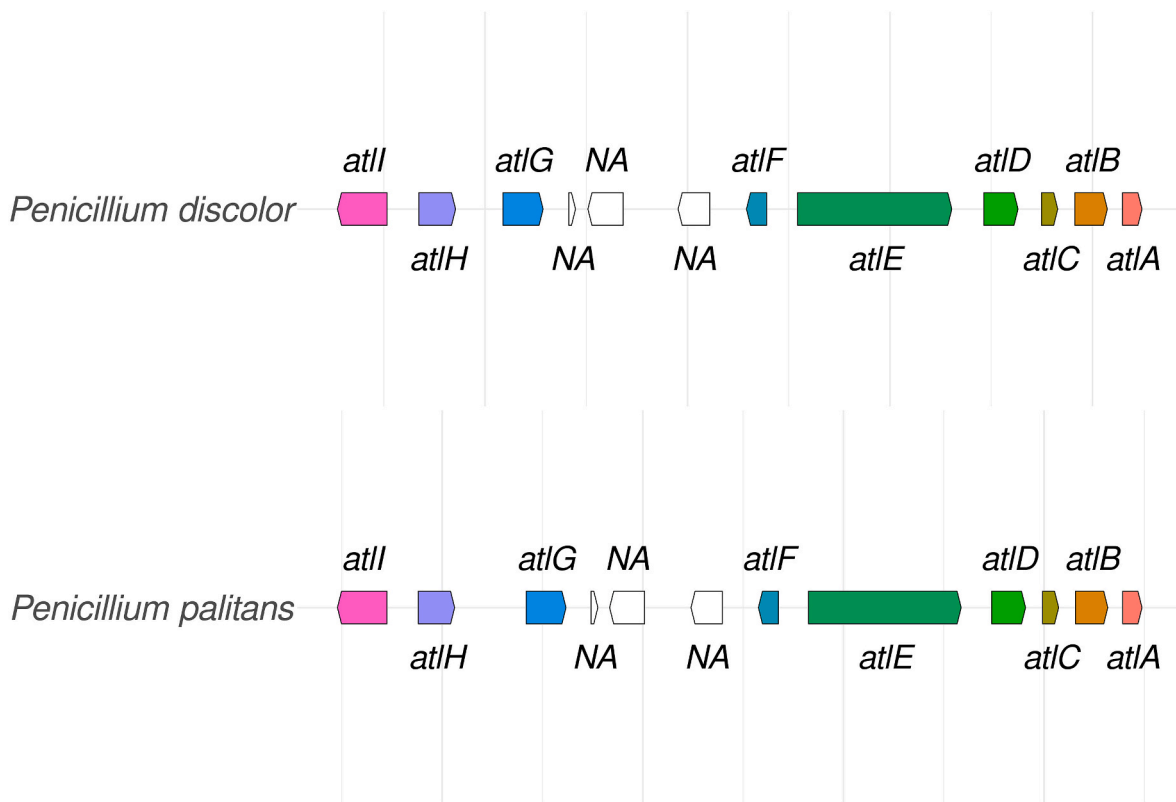 atlI atlG NA atlF atlD atlB
Penicillium discolor
atlH NA NA atlE atlC atlA
atlI atlG NA atlF atlD atlB
Penicillium palitans
atlH NA NA atlE atlC atlA